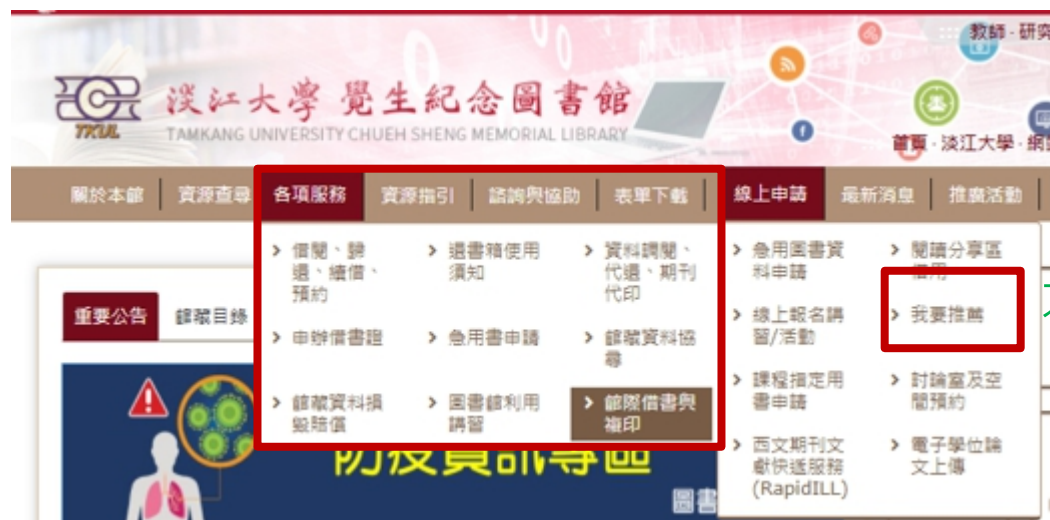 教師 · 研究
淡江大學 覺生紀念圖書館
TKUL
TAMKANG UNIVERSITY CHUEH SHENG MEMORIAL LIBRARY
首頁 · 淡江大學 · 網
關於本館
資源查尋
各項服務
資源指引
諮詢與協助
表單下載
線上申請
最新消息
推廣活動
借閱、歸
還、續借、
預約
還書箱使用
須知
資料調閱、
代還、期刊
代印
申辦借書證
急用書申請
館藏資料協
尋
館藏資料損
毀賠償
圖書館利用
講習
館際借書與
複印
急用圖書資
料申請
閱讀分享區
借用
線上報名講
習/活動
我要推薦
課程指定用
書申請
討論室及空
間預約
西文期刊文
獻快遞服務
(RapidILL)
電子學位論
文上傳
重要公告
館藏目錄
防疫資訊專區
圖書